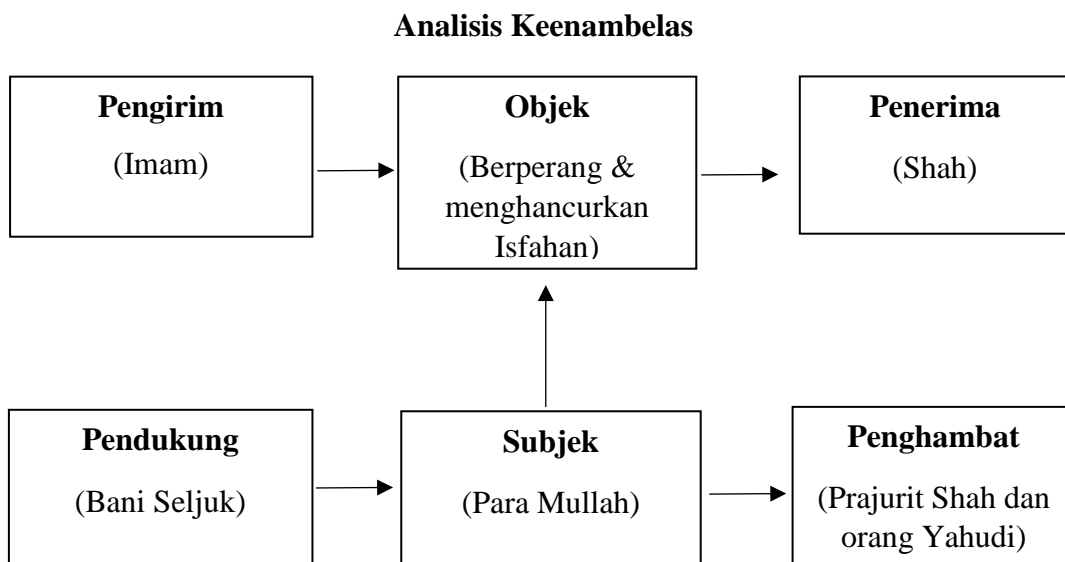 Analisis Keenambelas
Pengirim
(Imam)
Objek
(Berperang &
menghancurkan
Isfahan)
Penerima
(Shah)
Pendukung
(Bani Seljuk)
Subjek
(Para Mullah)
Penghambat
(Prajurit Shah dan
orang Yahudi)